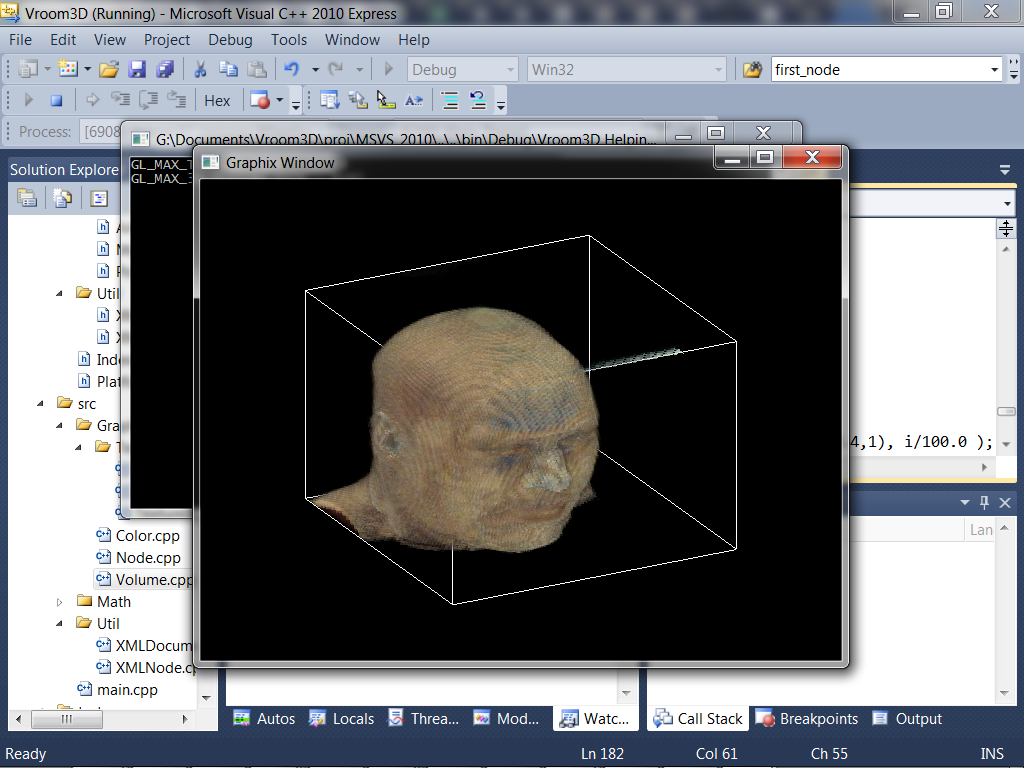 Vroom3D (Running) - Microsoft Visual C++ 2010 Express
File Edit View Project Debug Tools Window Help
Debug Win32 first_node
Hex
Process: [6908
G:\Documents\Vroom3D\proj\MSVS_2010\..\..\bin\Debug\Vroom3D Helpin...
Solution Explore
Graphix Window
GL_MAX_
GL_MAX_
Util
Inde
Plat
src
Gra
4,1), i/100.0 );
Color.cpp
Node.cpp
Lan
Volume.cpp
Math
Util
XMLDocum
XMLNode.c
main.cpp
Autos Locals Threa... Mod... Watc... Call Stack Breakpoints Output
Ready Ln 182 Col 61 Ch 55 INS